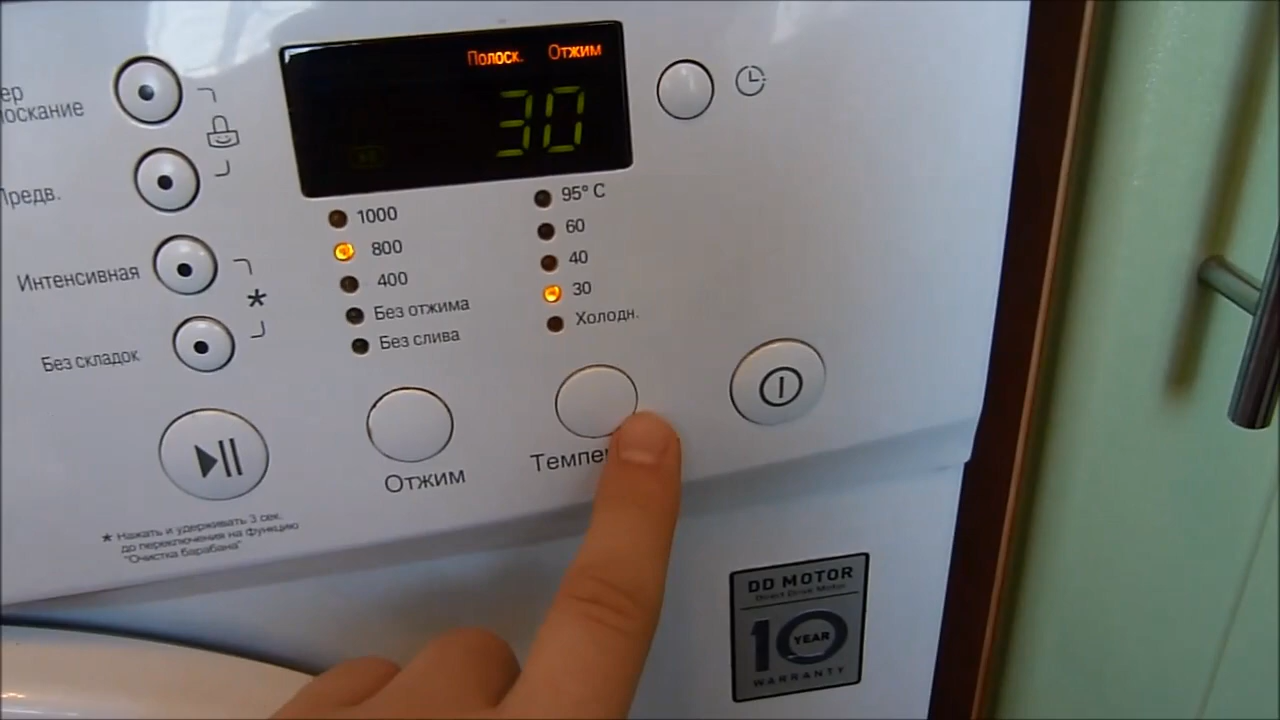 Полоск. Отжим
30
ер
лоскание
Предв.
Интенсивная
Без складок
1000
800
400
Без отжима
Без слива
95° C
60
40
30
Холодн.
Отжим
Темпе
* Нажать и удерживать 3 сек.
до переключения на функцию
"Очистка барабана"
DD MOTOR
Direct Drive Motor
10 YEAR
WARRANTY